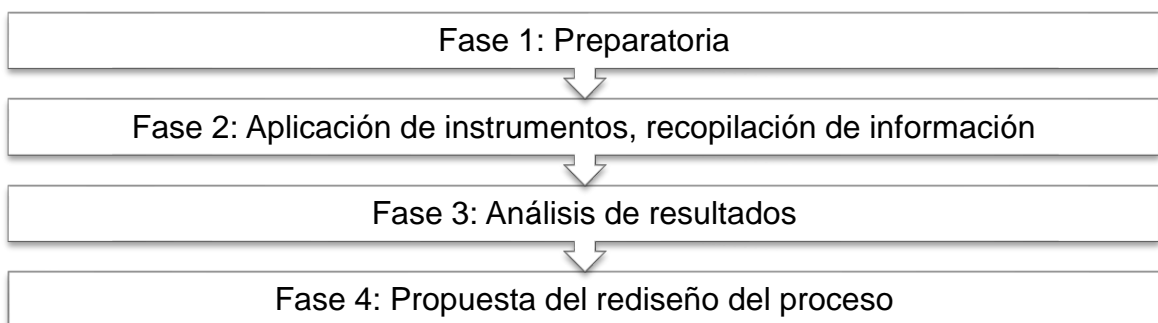 Fase 1: Preparatoria
Fase 2: Aplicación de instrumentos, recopilación de información
Fase 3: Análisis de resultados
Fase 4: Propuesta del rediseño del proceso